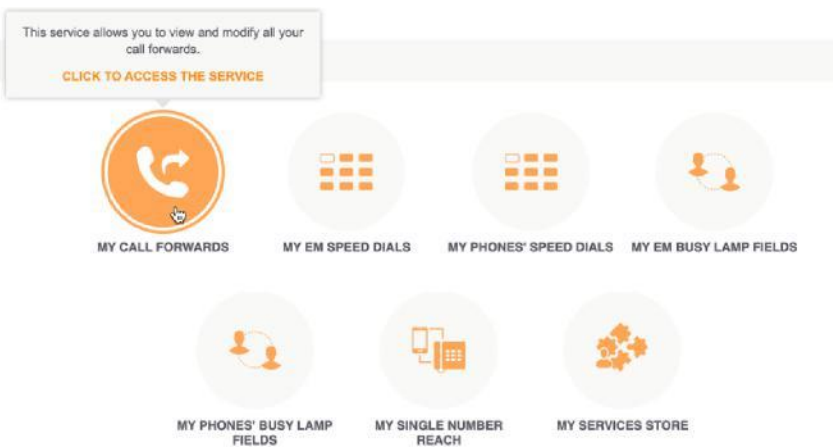 This service allows you to view and modify all your
call forwards.
CLICK TO ACCESS THE SERVICE
MY CALL FORWARDS
MY EM SPEED DIALS
MY PHONES' SPEED DIALS
MY EM BUSY LAMP FIELDS
MY PHONES' BUSY LAMP
FIELDS
MY SINGLE NUMBER
REACH
MY SERVICES STORE